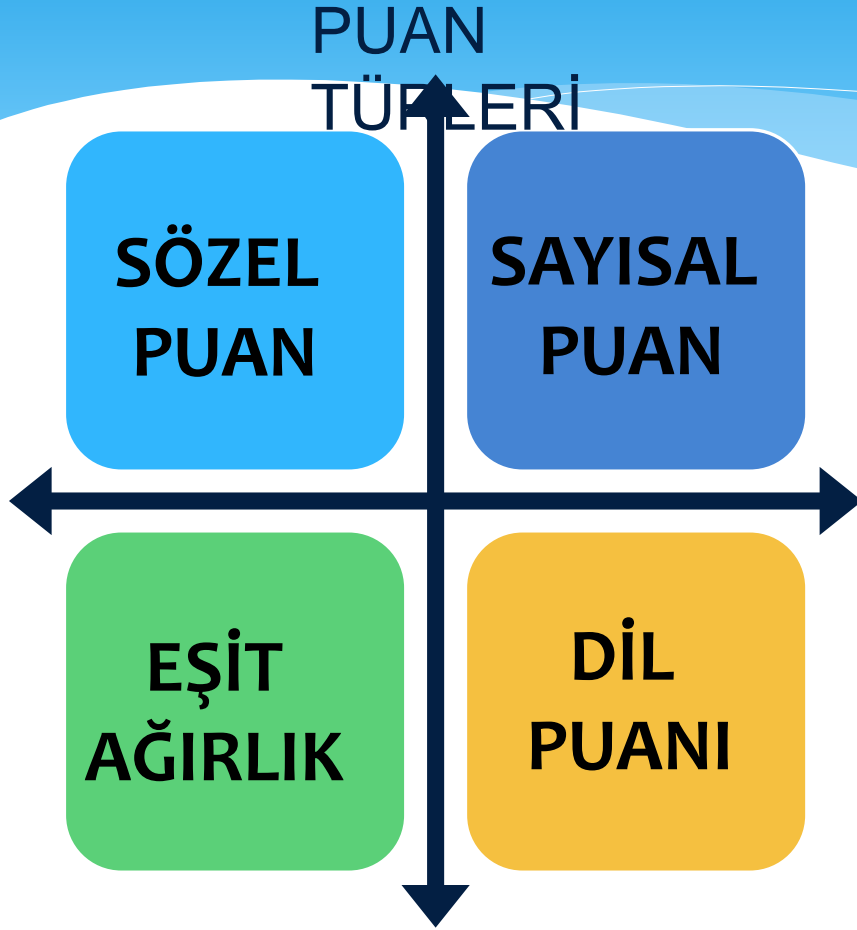 PUAN
TÜRLERİ
SÖZEL
PUAN
SAYISAL
PUAN
EŞİT
AĞIRLIK
DİL
PUANI